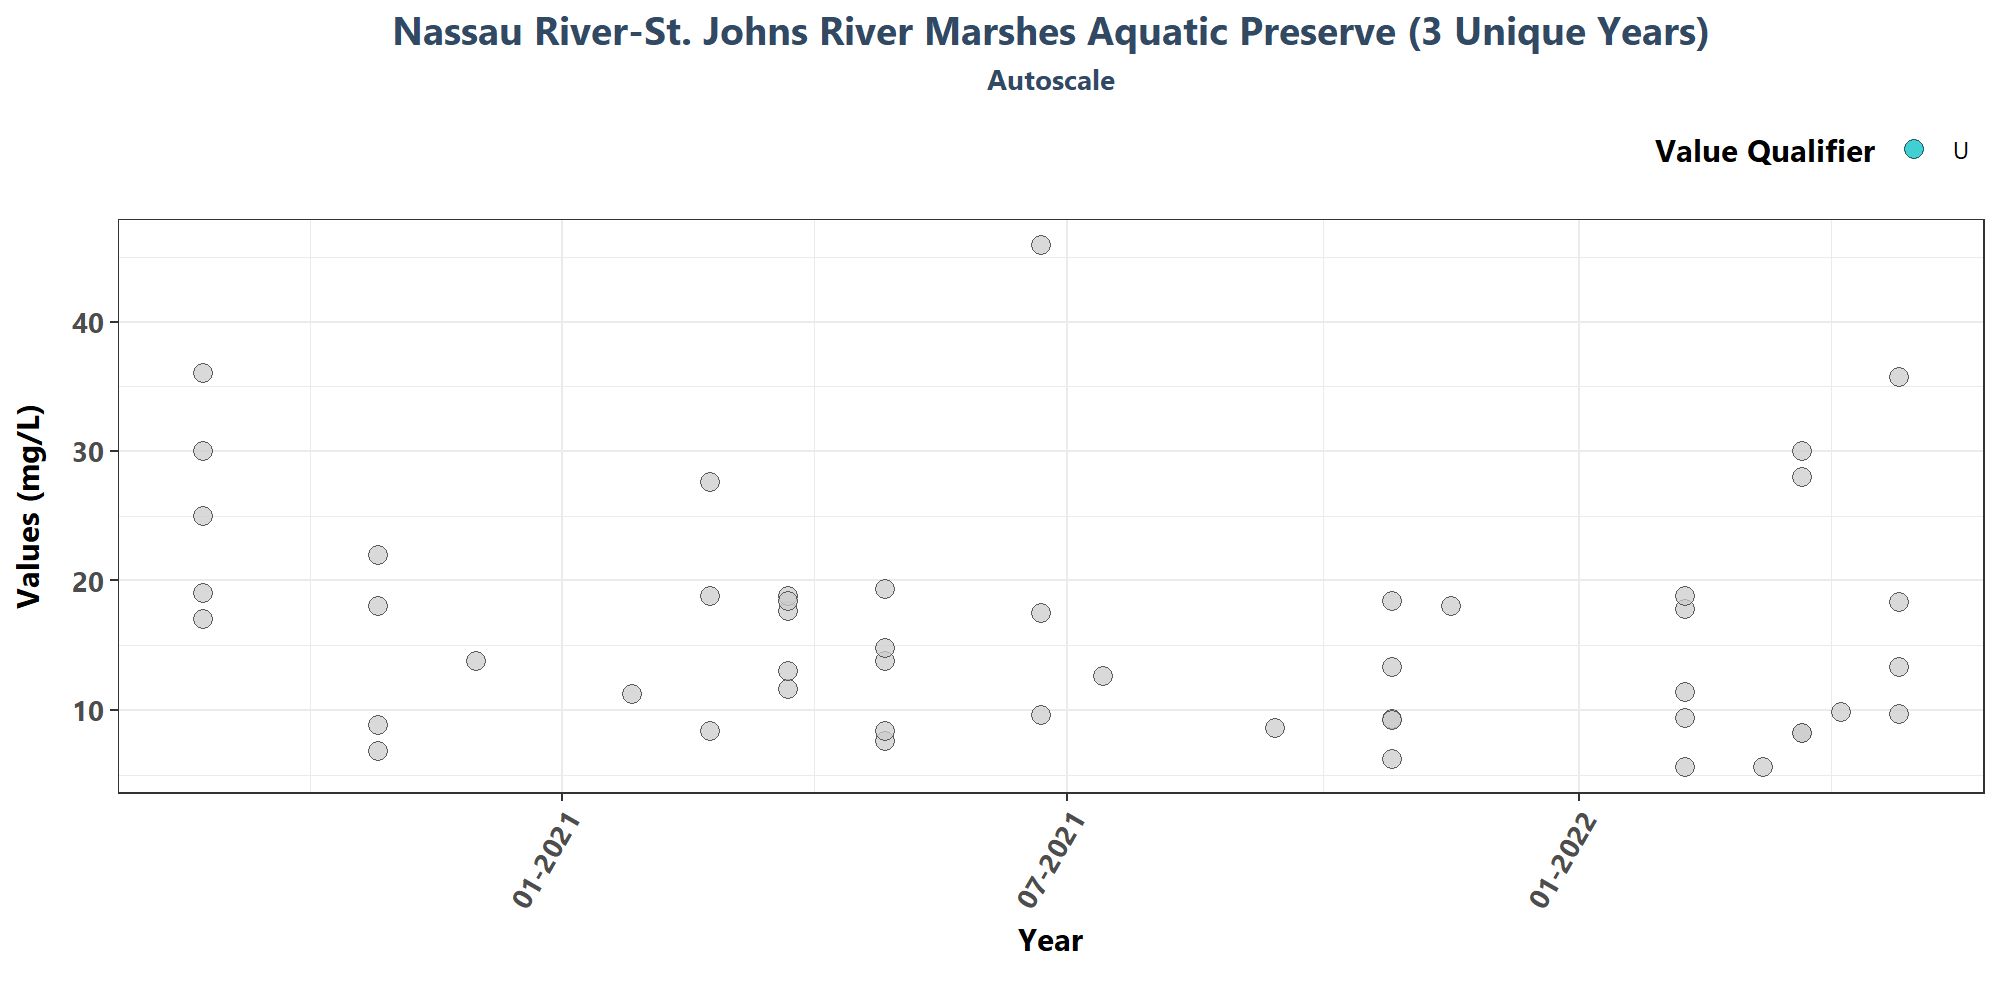 Nassau River-St. Johns River Marshes Aquatic Preserve (3 Unique Years)
Autoscale
Value Qualifier U
Values (mg/L)
40
30
20
10
01-2021
07-2021
01-2022
Year